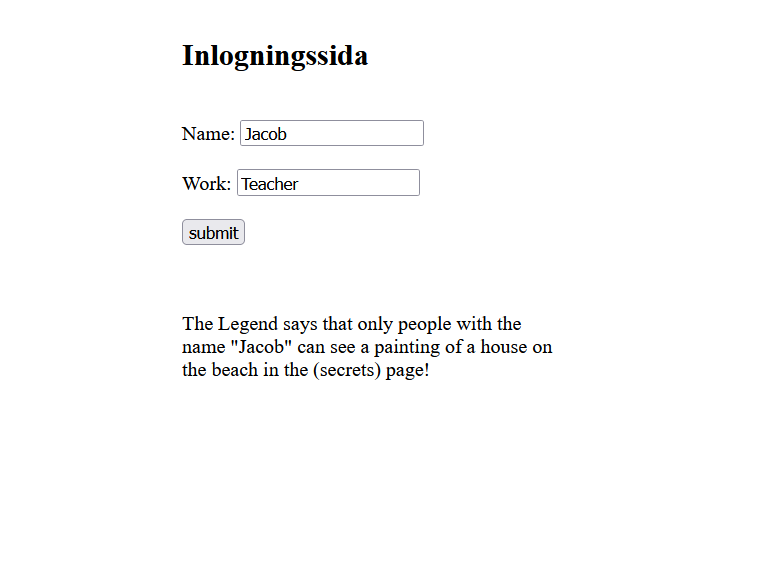 Inlogningssida
Name: Jacob
Work: Teacher
submit
The Legend says that only people with the
name "Jacob" can see a painting of a house on
the beach in the (secrets) page!